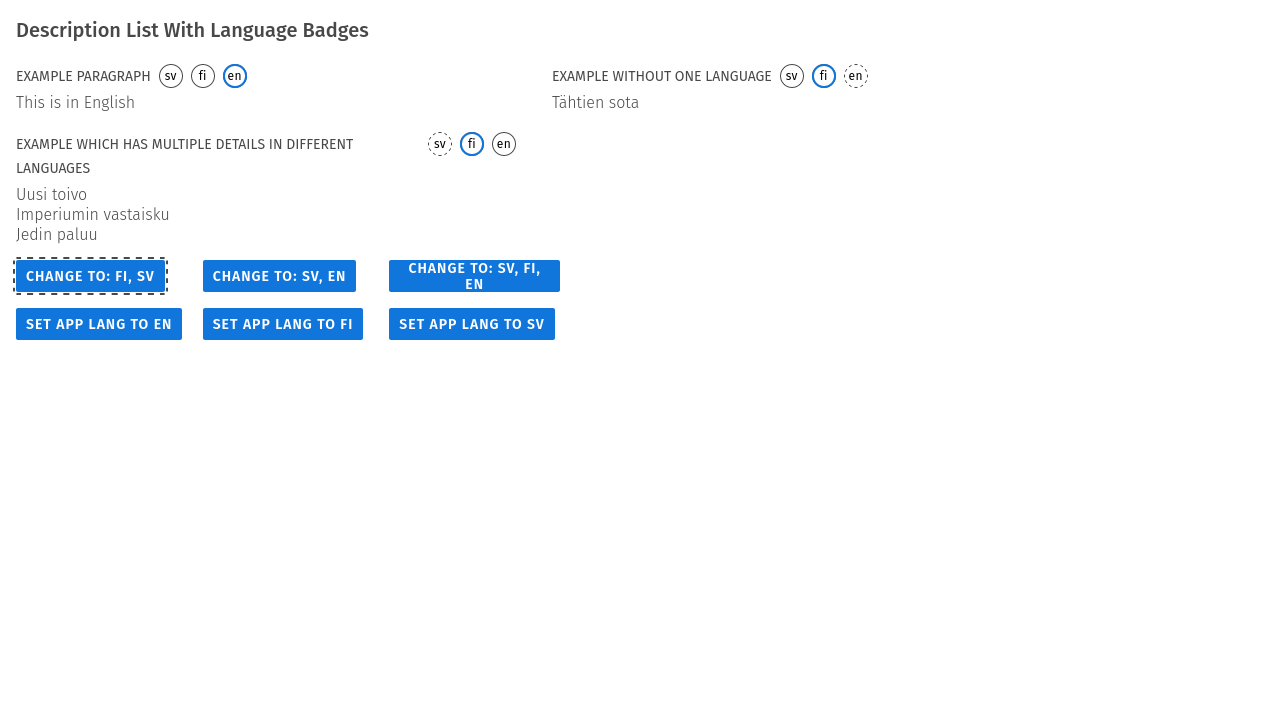 Description List With Language Badges
EXAMPLE PARAGRAPH sv fi en
This is in English
EXAMPLE WITHOUT ONE LANGUAGE sv fi en
Tähtien sota
EXAMPLE WHICH HAS MULTIPLE DETAILS IN DIFFERENT sv fi en
LANGUAGES
Uusi toivo
Imperiumin vastaisku
Jedin paluu
CHANGE TO: FI, SV
CHANGE TO: SV, EN
CHANGE TO: SV, FI,
EN
SET APP LANG TO EN
SET APP LANG TO FI
SET APP LANG TO SV